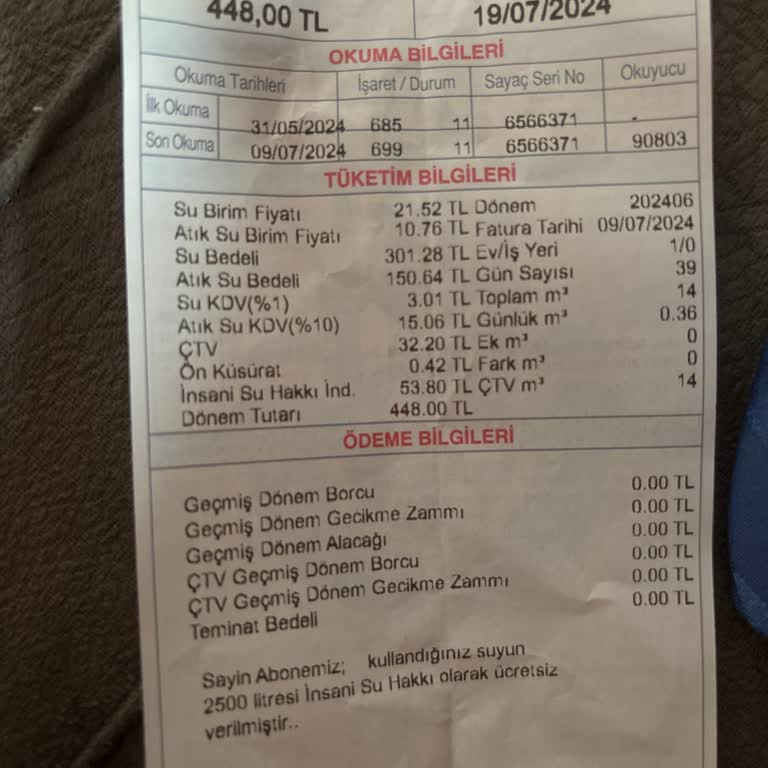 448,00 TL 19/07/2024
OKUMA BİLGİLERİ
Okuma Tarihleri İşaret / Durum Sayaç Seri No Okuyucu
İlk Okuma 31/05/2024 685 11 6566371 -
Son Okuma 09/07/2024 699 11 6566371 90803
TÜKETİM BİLGİLERİ
Su Birim Fiyatı 21.52 TL Dönem 202406
Atık Su Birim Fiyatı 10.76 TL Fatura Tarihi 09/07/2024
Su Bedeli 301.28 TL Ev/İş Yeri 1/0
Atık Su Bedeli 150.64 TL Gün Sayısı 39
Su KDV(%1) 3.01 TL Toplam m³ 14
Atık Su KDV(%10) 15.06 TL Günlük m³ 0.36
ÇTV 32.20 TL Ek m³ 0
Ön Küsürat 0.42 TL Fark m³ 0
İnsani Su Hakkı İnd. 53.80 TL ÇTV m³ 14
Dönem Tutarı 448.00 TL
ÖDEME BİLGİLERİ
Geçmiş Dönem Borcu 0.00 TL
Geçmiş Dönem Gecikme Zammı 0.00 TL
Geçmiş Dönem Alacağı 0.00 TL
ÇTV Geçmiş Dönem Borcu 0.00 TL
ÇTV Geçmiş Dönem Gecikme Zammı 0.00 TL
Teminat Bedeli 0.00 TL
Sayin Abonemiz; kullandığınız suyun
2500 litresi İnsani Su Hakkı olarak ücretsiz
verilmiştir..